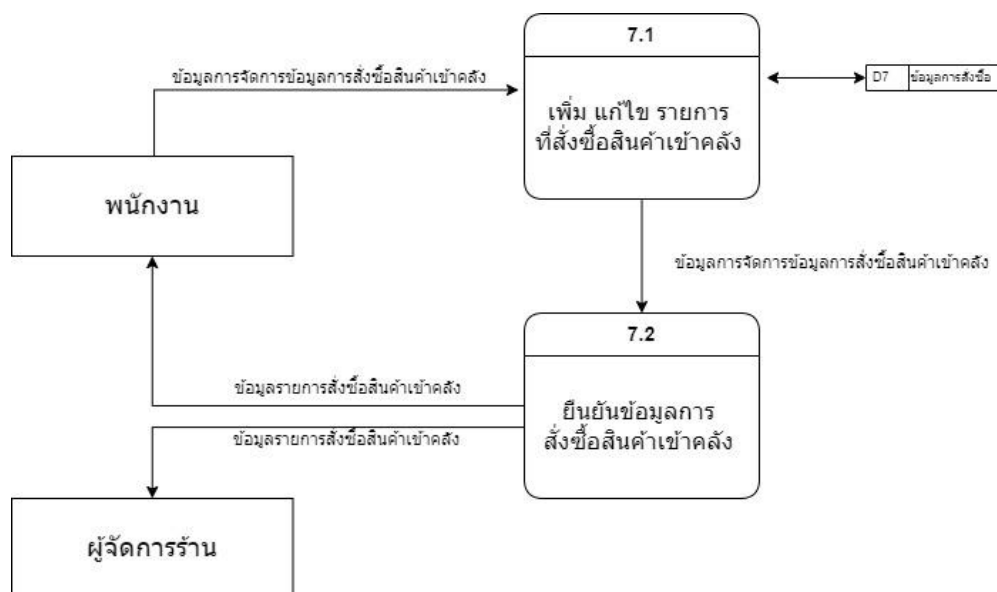 7.1
ข้อมูลการจัดการข้อมูลการสั่งซื้อสินค้าเข้าคลัง
D7 ข้อมูลการสั่งซื้อ
เพิ่ม แก้ไข รายการ
ที่สั่งซื้อสินค้าเข้าคลัง
พนักงาน
ข้อมูลการจัดการข้อมูลการสั่งซื้อสินค้าเข้าคลัง
7.2
ข้อมูลรายการสั่งซื้อสินค้าเข้าคลัง
ยืนยันข้อมูลการ
สั่งซื้อสินค้าเข้าคลัง
ข้อมูลรายการสั่งซื้อสินค้าเข้าคลัง
ผู้จัดการร้าน